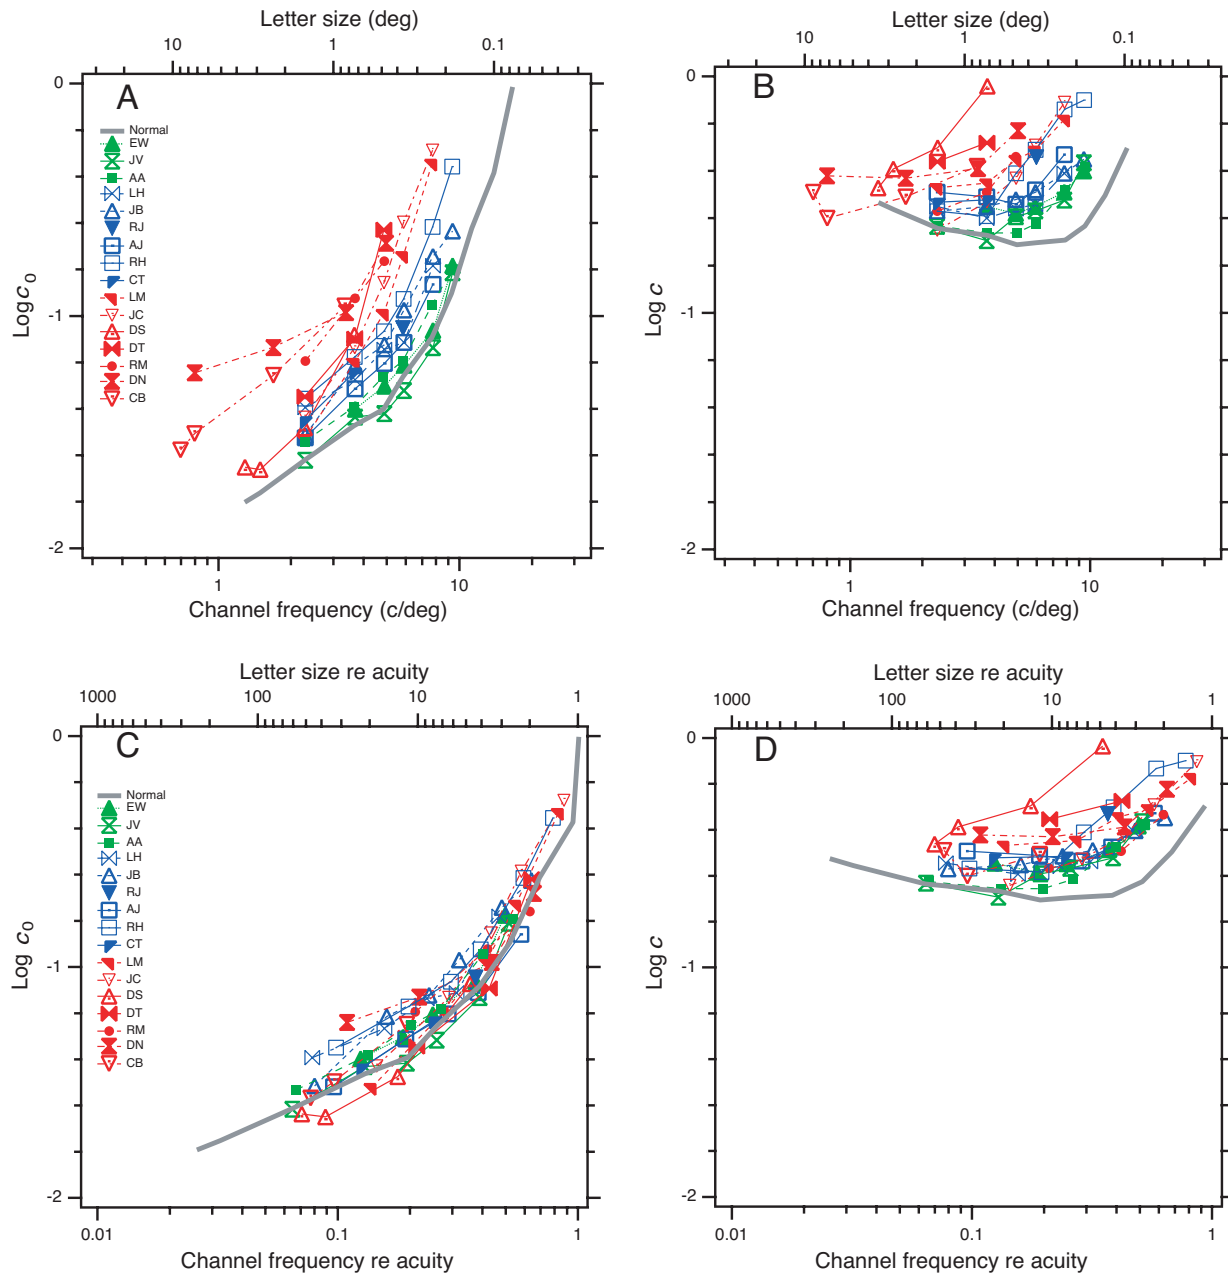 Letter size (deg)
10 1 0.1
A
0
-1
-2
Log c0
Normal
EW
JV
AA
LH
JB
RJ
AJ
RH
CT
LM
JC
DS
DT
RM
DN
CB
1 10
Channel frequency (c/deg)
Letter size (deg)
10 1 0.1
B
0
-1
-2
Log c
1 10
Channel frequency (c/deg)
Letter size re acuity
1000 100 10 1
C
0
-1
-2
Log c0
Normal
EW
JV
AA
LH
JB
RJ
AJ
RH
CT
LM
JC
DS
DT
RM
DN
CB
0.01 0.1 1
Channel frequency re acuity
Letter size re acuity
1000 100 10 1
D
0
-1
-2
Log c
0.01 0.1 1
Channel frequency re acuity